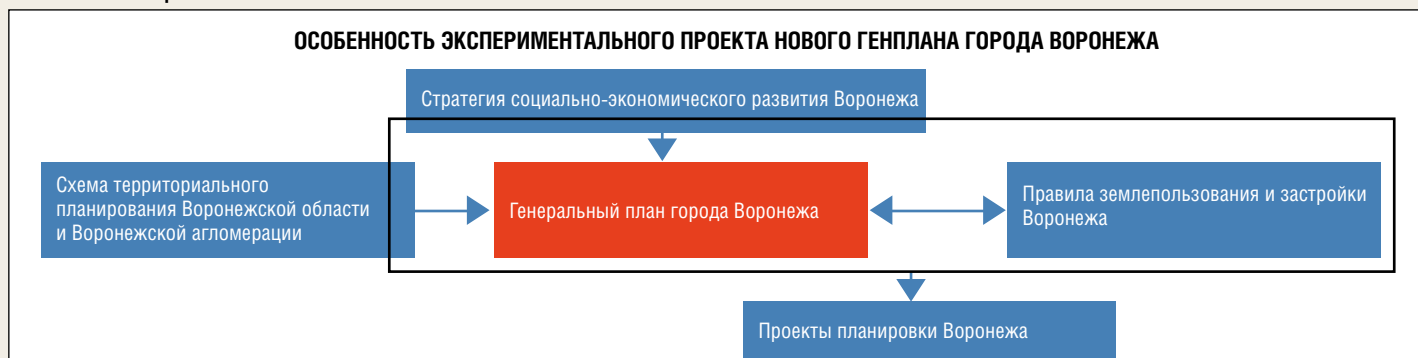 ОСОБЕННОСТЬ ЭКСПЕРИМЕНТАЛЬНОГО ПРОЕКТА НОВОГО ГЕНПЛАНА ГОРОДА ВОРОНЕЖА
Стратегия социально-экономического развития Воронежа
Схема территориального
планирования Воронежской области
и Воронежской агломерации
Генеральный план города Воронежа
Правила землепользования и застройки
Воронежа
Проекты планировки Воронежа